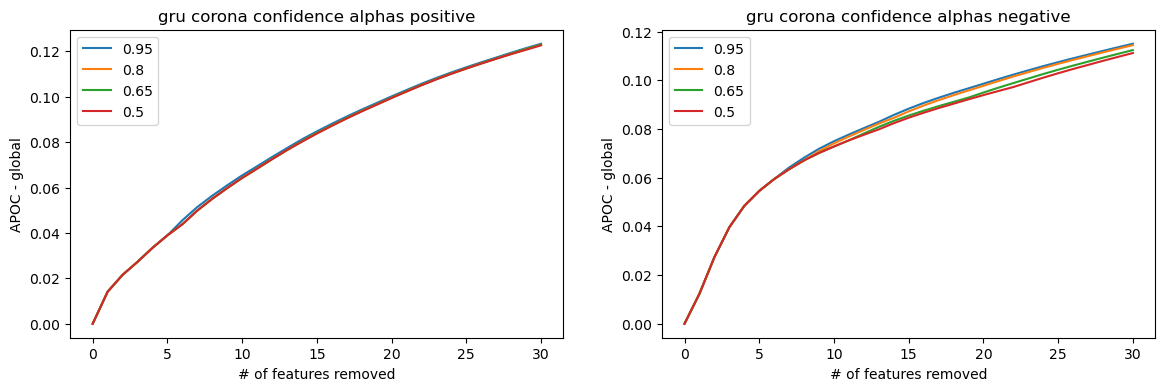 gru corona confidence alphas positive
APOC - global
0.12
0.10
0.08
0.06
0.04
0.02
0.00
0.95
0.8
0.65
0.5
0 5 10 15 20 25 30
# of features removed
gru corona confidence alphas negative
APOC - global
0.12
0.10
0.08
0.06
0.04
0.02
0.00
0.95
0.8
0.65
0.5
0 5 10 15 20 25 30
# of features removed